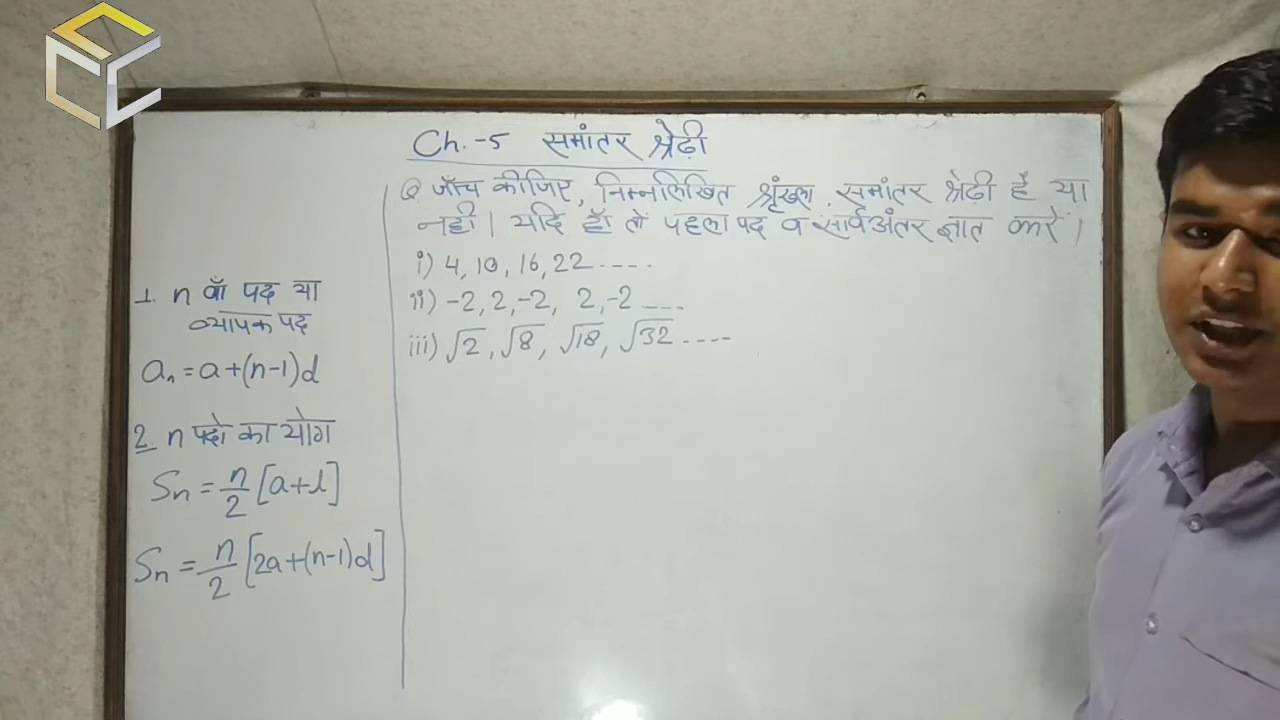 Ch.-5 समांतर श्रेढ़ी
Q जाँच कीजिए, निम्नलिखित श्रृंख्ला समांतर श्रेढ़ी है या
नहीं। यदि हाँ तो पहला पद व सार्वअंतर ज्ञात करें।
i) 4, 10, 16, 22 ----
ii) -2, 2, -2, 2, -2 ---
iii) √2, √8, √18, √32 ----
1. n वाँ पद या
व्यापक पद
aₙ = a+(n-1)d
2. n पदो का योग
Sₙ = n/2 [a+l]
Sₙ = n/2 [2a+(n-1)d]